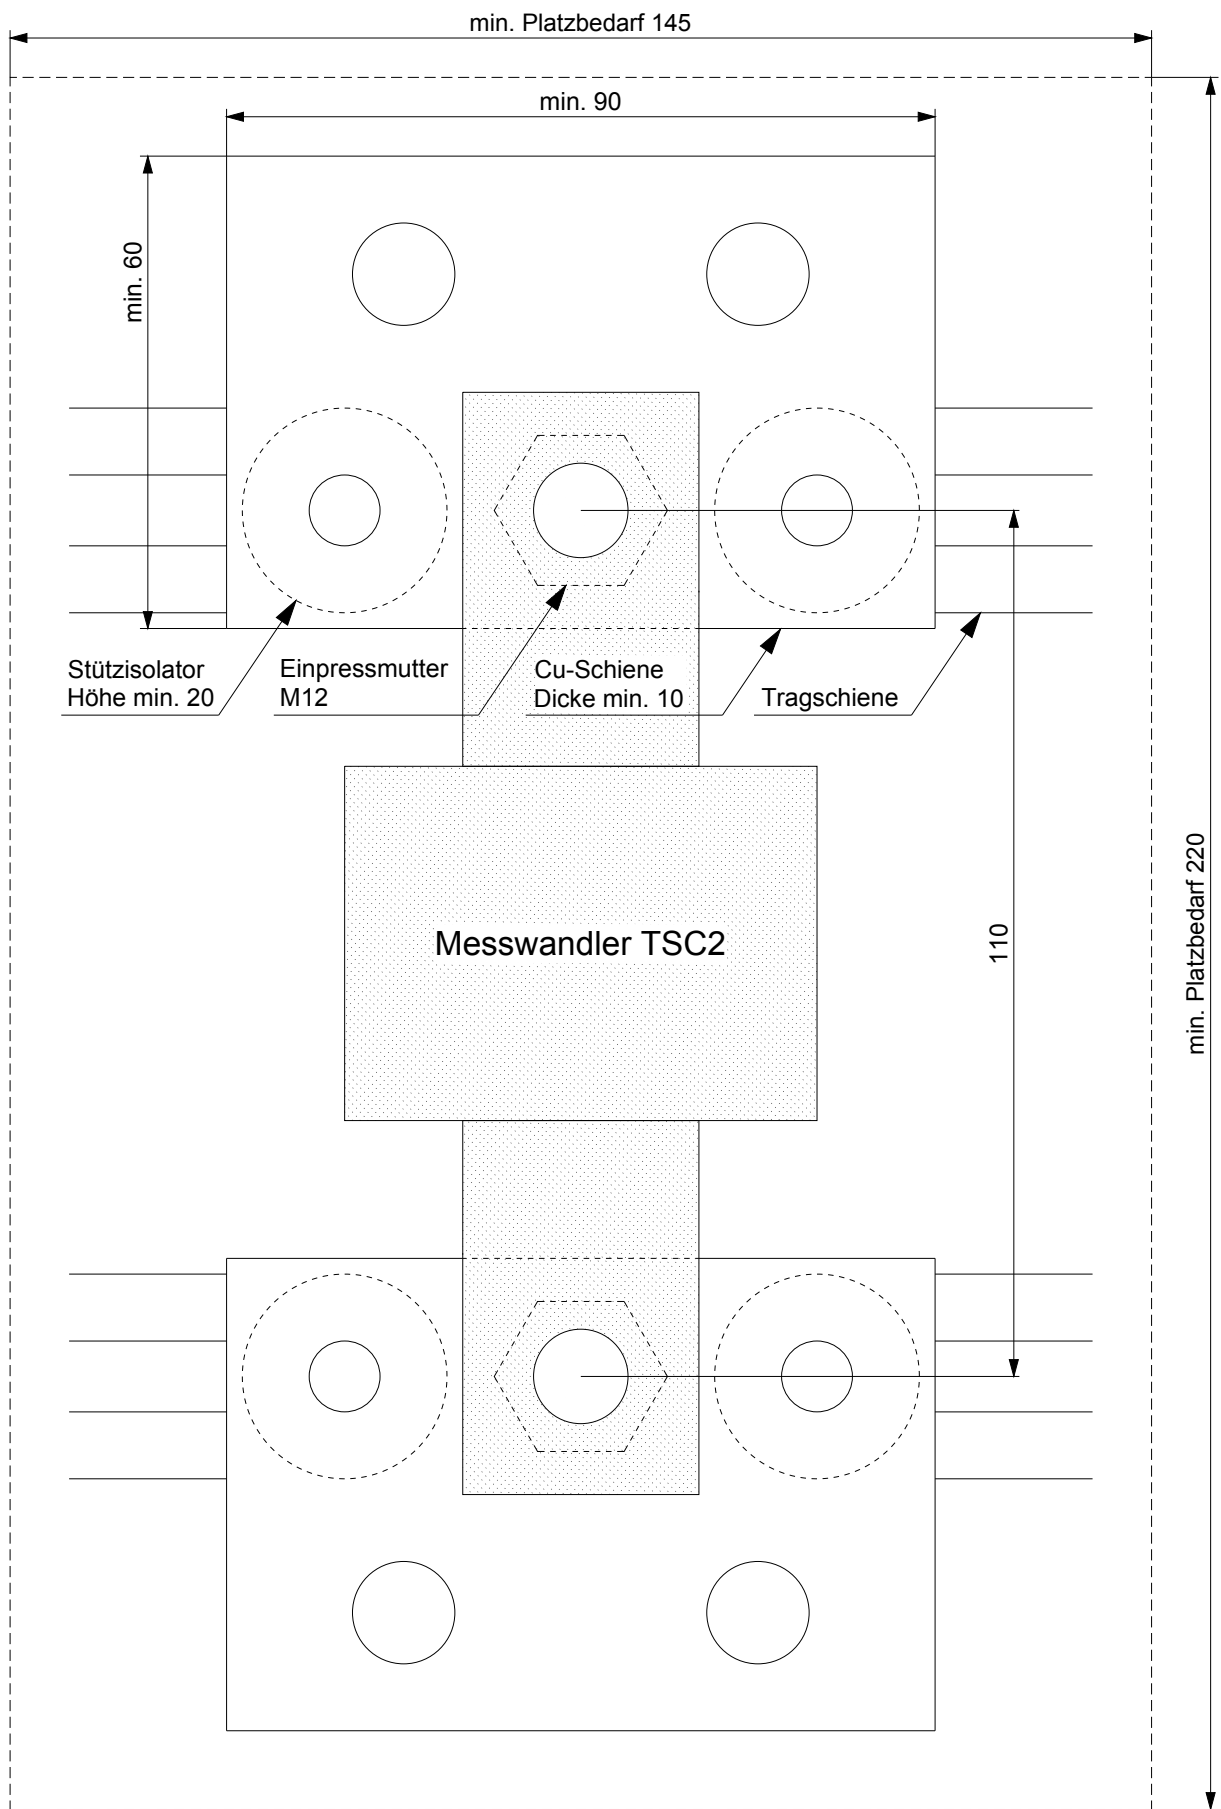 min. Platzbedarf 145
min. 90
min. 60
Stützisolator
Höhe min. 20
Einpressmutter
M12
Cu-Schiene
Dicke min. 10
Tragschiene
Messwandler TSC2
110
min. Platzbedarf 220